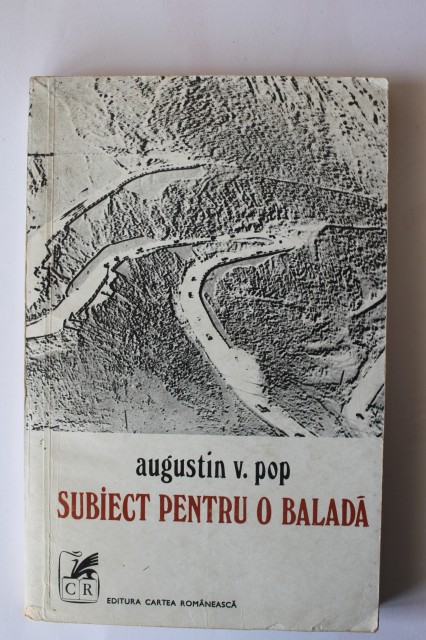 augustin v. pop
SUBIECT PENTRU O BALADĂ
CR
EDITURA CARTEA ROMÂNEASCĂ